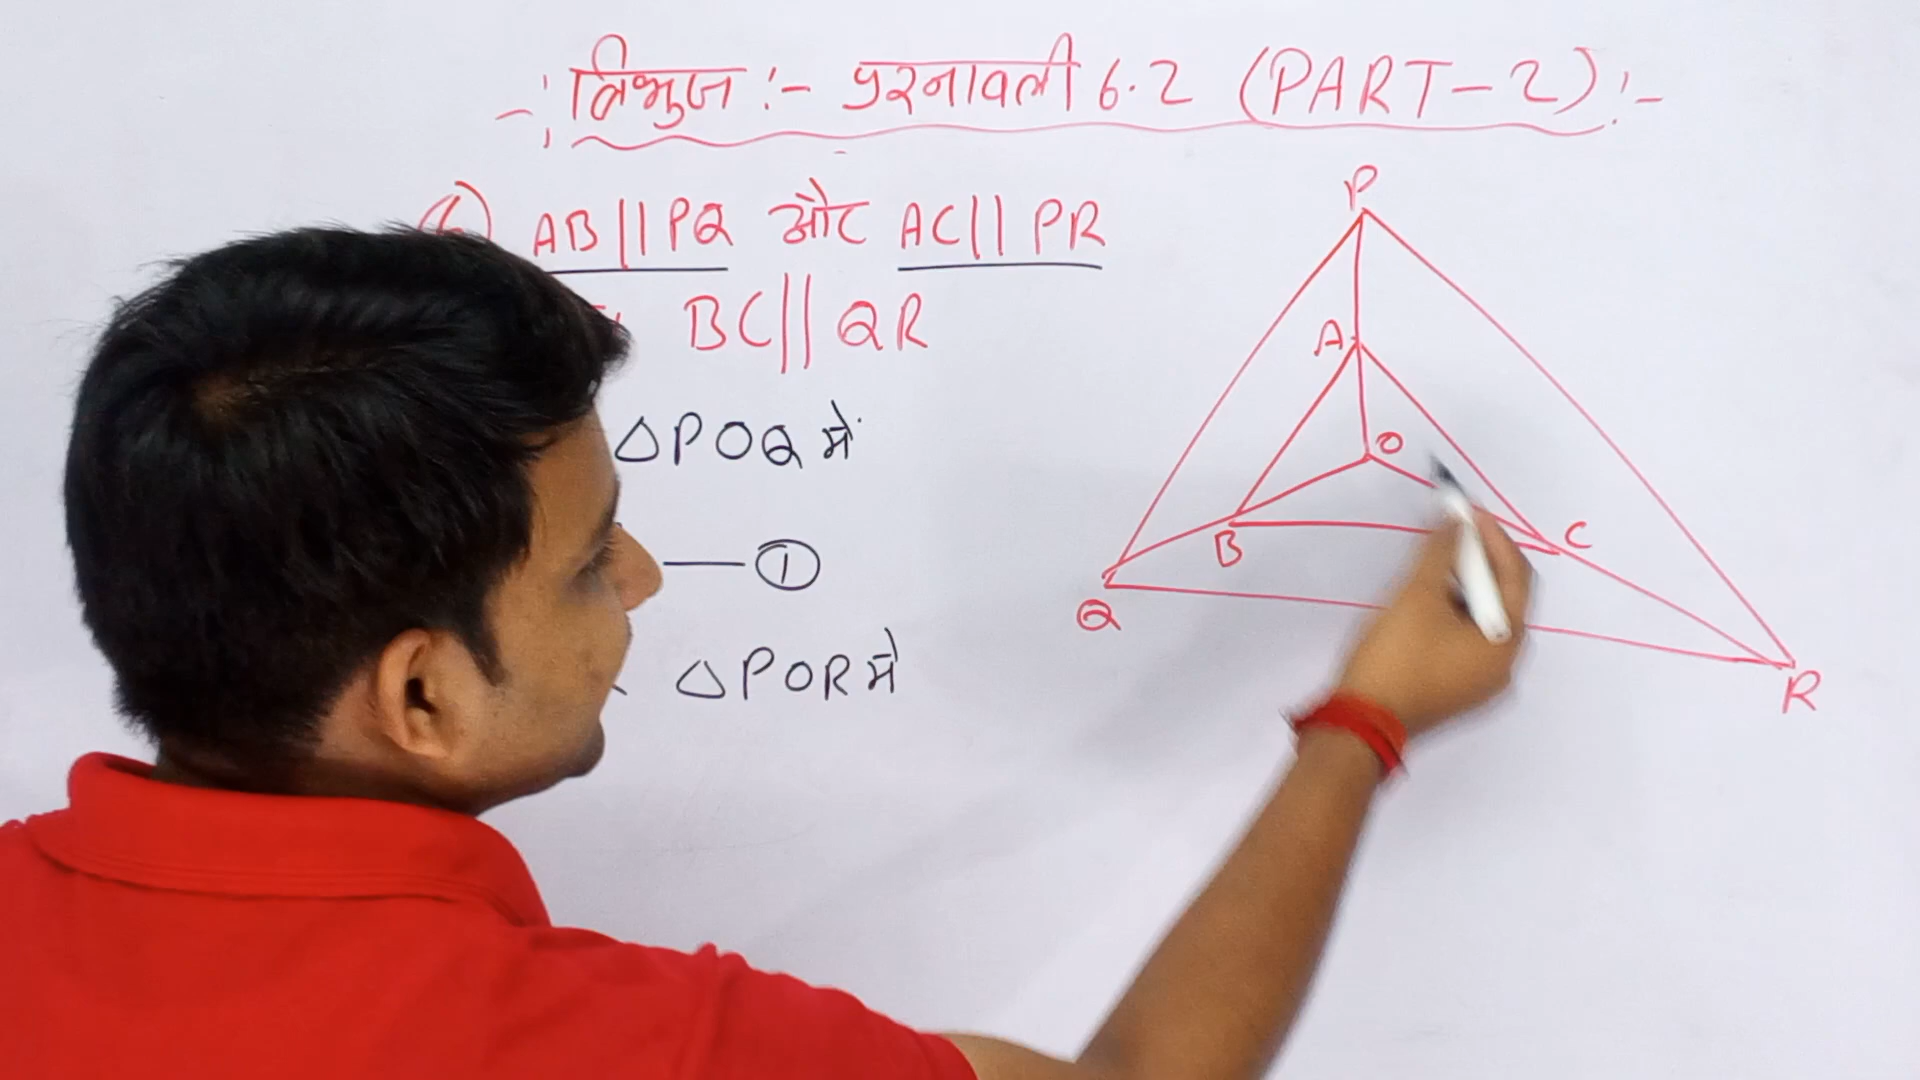 -: त्रिभुज :- प्रश्नावली 6.2 (PART-2) :-
AB || PQ और AC || PR
BC || QR
△POQ में
— ①
△POR में
P
A
O
B
C
Q
R